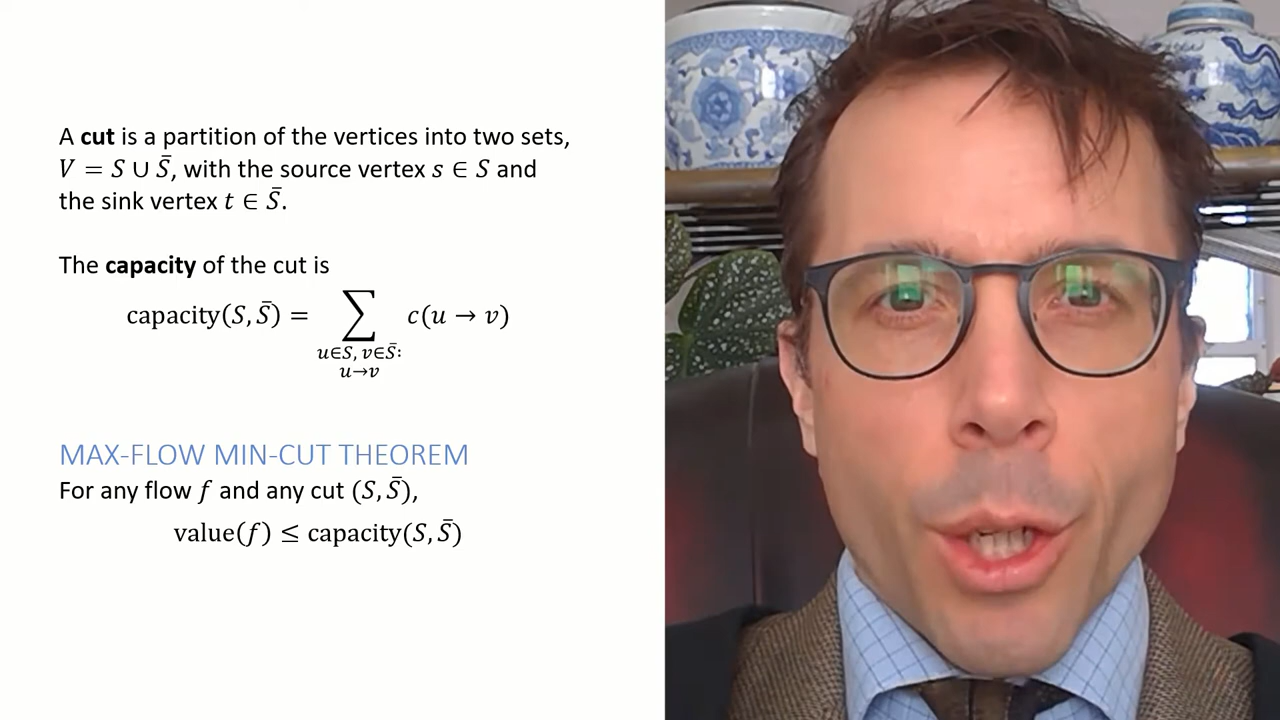 A cut is a partition of the vertices into two sets,
V = S ∪ S̄, with the source vertex s ∈ S and
the sink vertex t ∈ S̄.
The capacity of the cut is
capacity(S, S̄) = ∑ c(u → v)
u∈S, v∈S̄:
u→v
MAX-FLOW MIN-CUT THEOREM
For any flow f and any cut (S, S̄),
value(f) ≤ capacity(S, S̄)